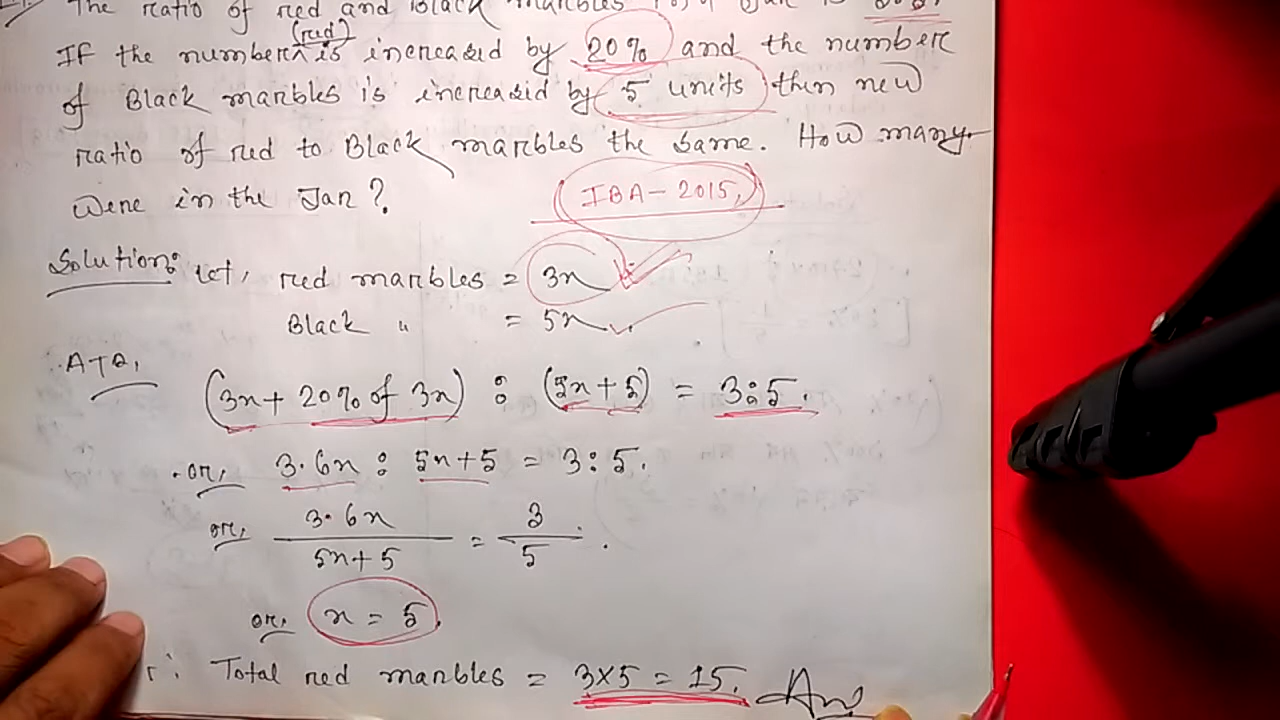 The ratio of red and Black
If the number is (red) increased by 20% and the number
of Black marbles is increased by 5 units then new
ratio of red to Black marbles the same. How many
were in the Jar?
IBA-2015,
Solution: Let, red marbles = 3x
Black " = 5x
ATQ,
(3x + 20% of 3x) : (5x + 5) = 3:5.
or, 3.6x : 5x+5 = 3:5.
or, 3.6x / 5x+5 = 3/5.
or, x = 5.
∴ Total red marbles = 3×5 = 15. Ans